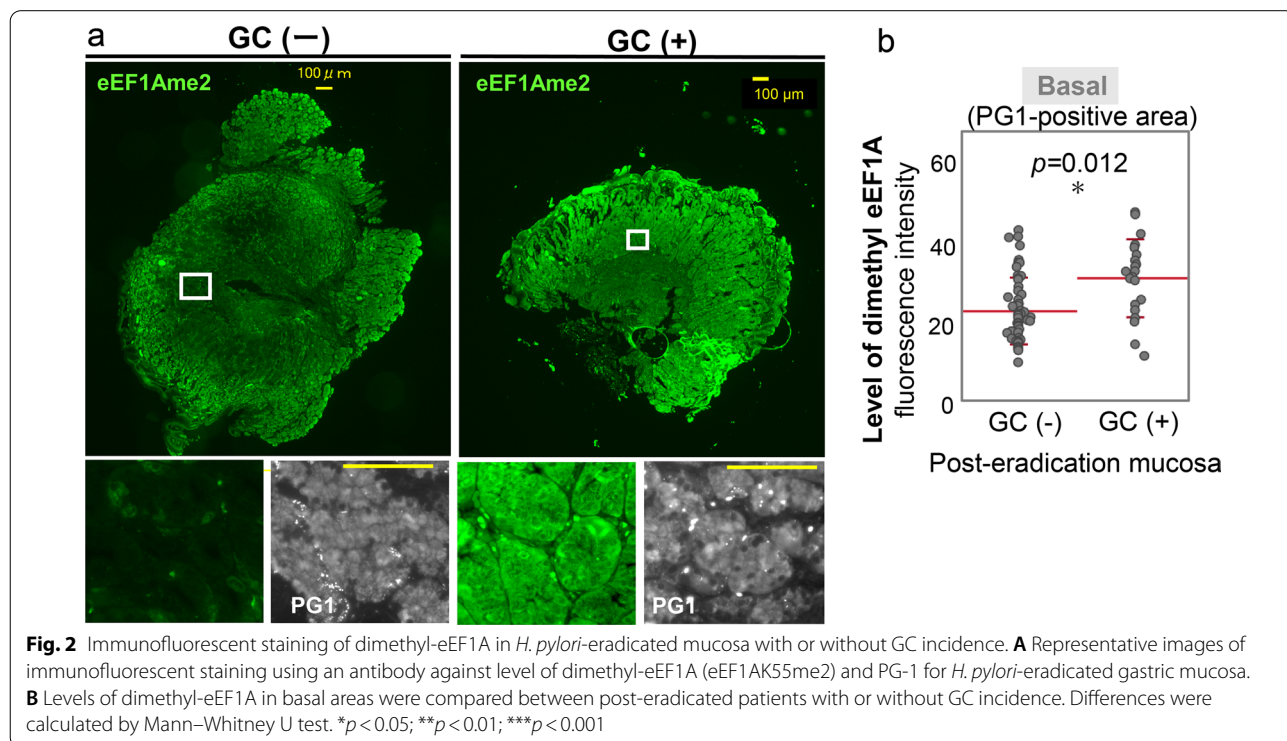 a
GC (—)
GC (+)
eEF1Ame2
100 μm
eEF1Ame2
100 μm
PG1
PG1
b
Basal
(PG1-positive area)
Level of dimethyl eEF1A
fluorescence intensity
60
40
20
0
p=0.012
*
GC (-)
GC (+)
Post-eradication mucosa
Fig. 2 Immunofluorescent staining of dimethyl-eEF1A in H. pylori-eradicated mucosa with or without GC incidence. A Representative images of
immunofluorescent staining using an antibody against level of dimethyl-eEF1A (eEF1AK55me2) and PG-1 for H. pylori-eradicated gastric mucosa.
B Levels of dimethyl-eEF1A in basal areas were compared between post-eradicated patients with or without GC incidence. Differences were
calculated by Mann–Whitney U test. *p < 0.05; **p < 0.01; ***p < 0.001